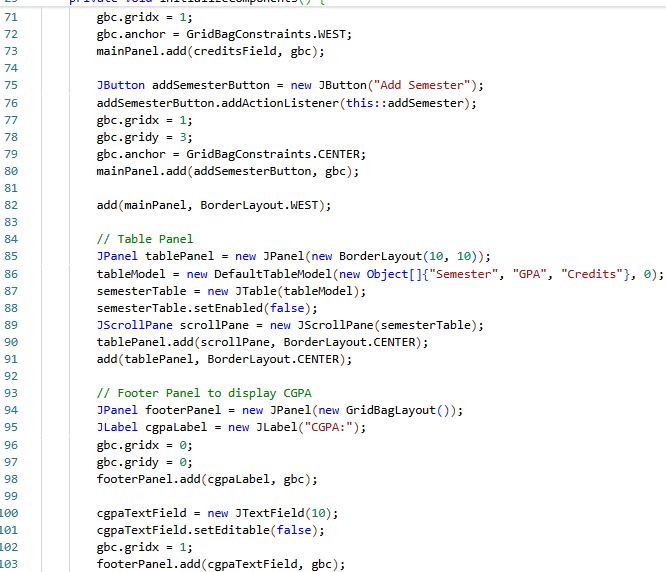 private void initializeComponents() {
71 gbc.gridx = 1;
72 gbc.anchor = GridBagConstraints.WEST;
73 mainPanel.add(creditsField, gbc);
74
75 JButton addSemesterButton = new JButton("Add Semester");
76 addSemesterButton.addActionListener(this::addSemester);
77 gbc.gridx = 1;
78 gbc.gridy = 3;
79 gbc.anchor = GridBagConstraints.CENTER;
80 mainPanel.add(addSemesterButton, gbc);
81
82 add(mainPanel, BorderLayout.WEST);
83
84 // Table Panel
85 JPanel tablePanel = new JPanel(new BorderLayout(10, 10));
86 tableModel = new DefaultTableModel(new Object[]{"Semester", "GPA", "Credits"}, 0);
87 semesterTable = new JTable(tableModel);
88 semesterTable.setEnabled(false);
89 JScrollPane scrollPane = new JScrollPane(semesterTable);
90 tablePanel.add(scrollPane, BorderLayout.CENTER);
91 add(tablePanel, BorderLayout.CENTER);
92
93 // Footer Panel to display CGPA
94 JPanel footerPanel = new JPanel(new GridBagLayout());
95 JLabel cgpaLabel = new JLabel("CGPA:");
96 gbc.gridx = 0;
97 gbc.gridy = 0;
98 footerPanel.add(cgpaLabel, gbc);
99
100 cgpaTextField = new JTextField(10);
101 cgpaTextField.setEditable(false);
102 gbc.gridx = 1;
103 footerPanel.add(cgpaTextField, gbc);